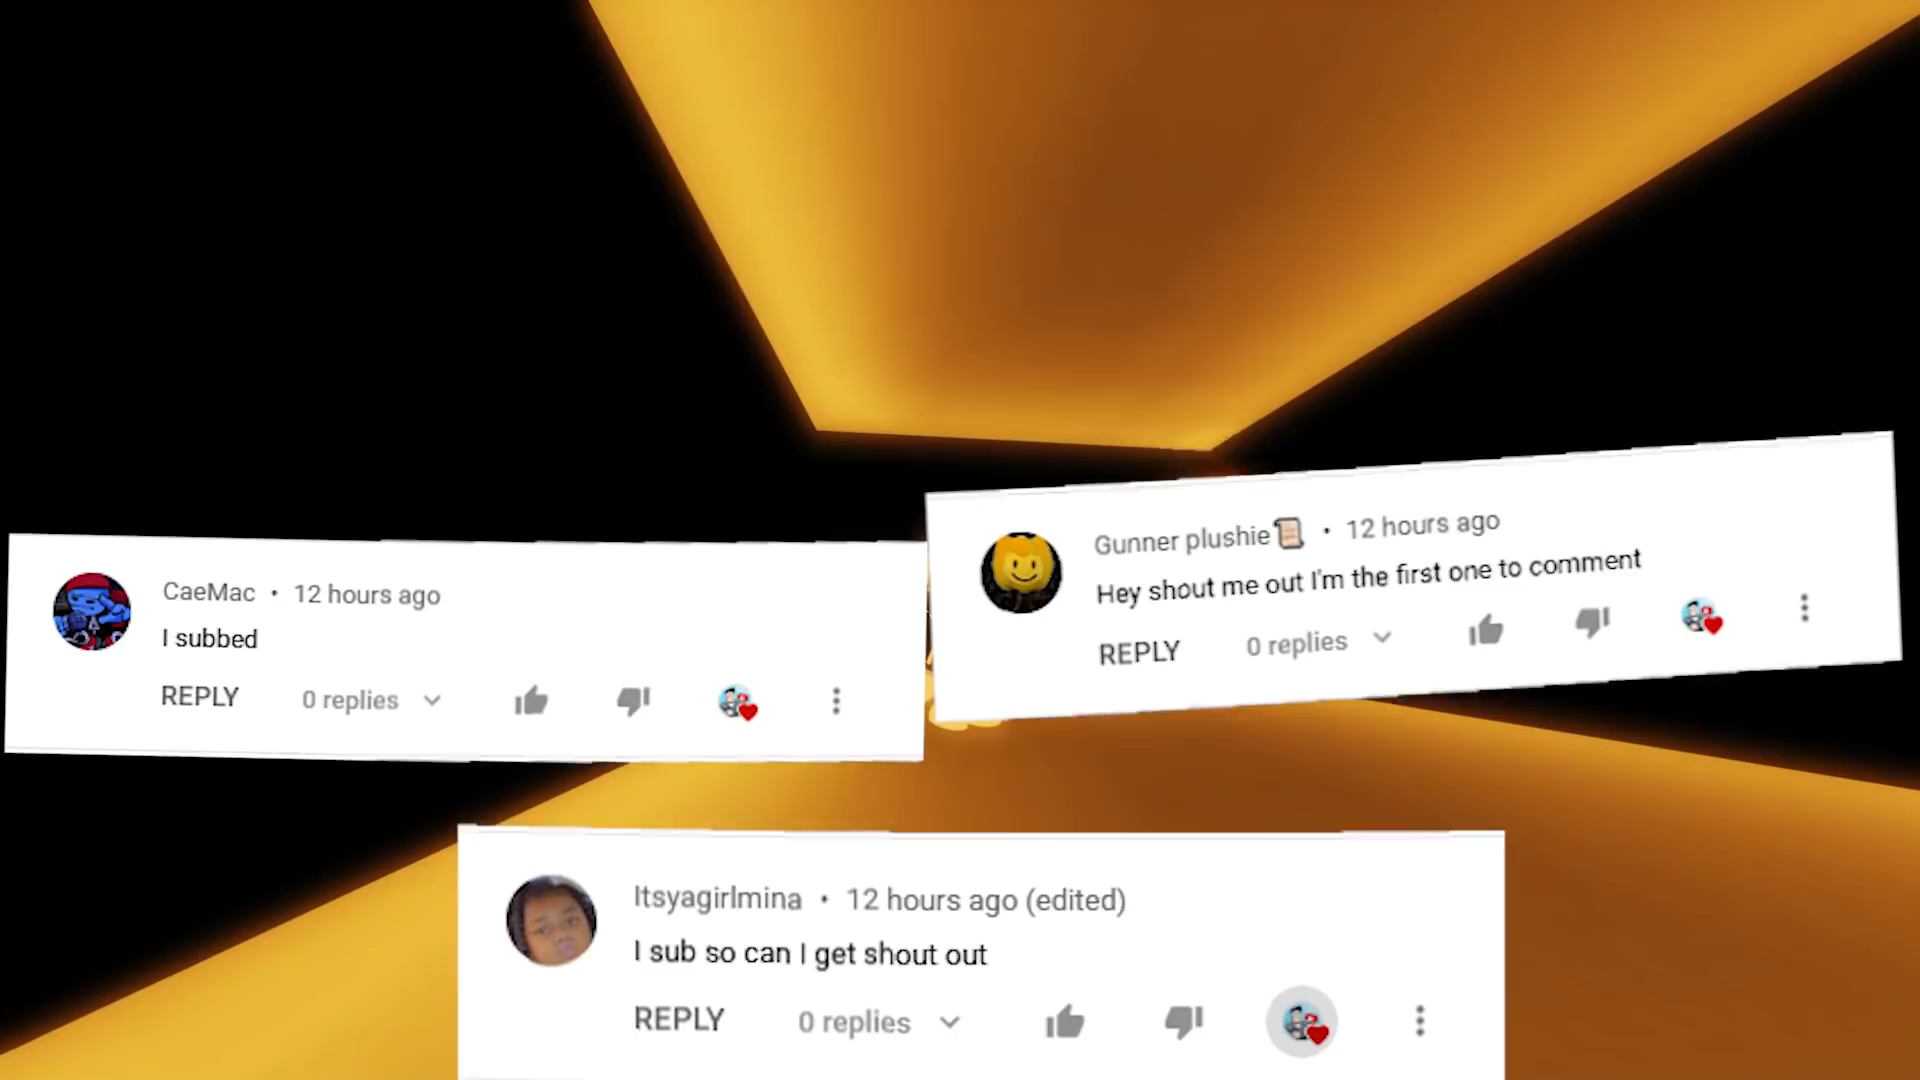 CaeMac • 12 hours ago
I subbed
REPLY 0 replies
Gunner plushie📜 • 12 hours ago
Hey shout me out I'm the first one to comment
REPLY 0 replies
Itsyagirlmina • 12 hours ago (edited)
I sub so can I get shout out
REPLY 0 replies